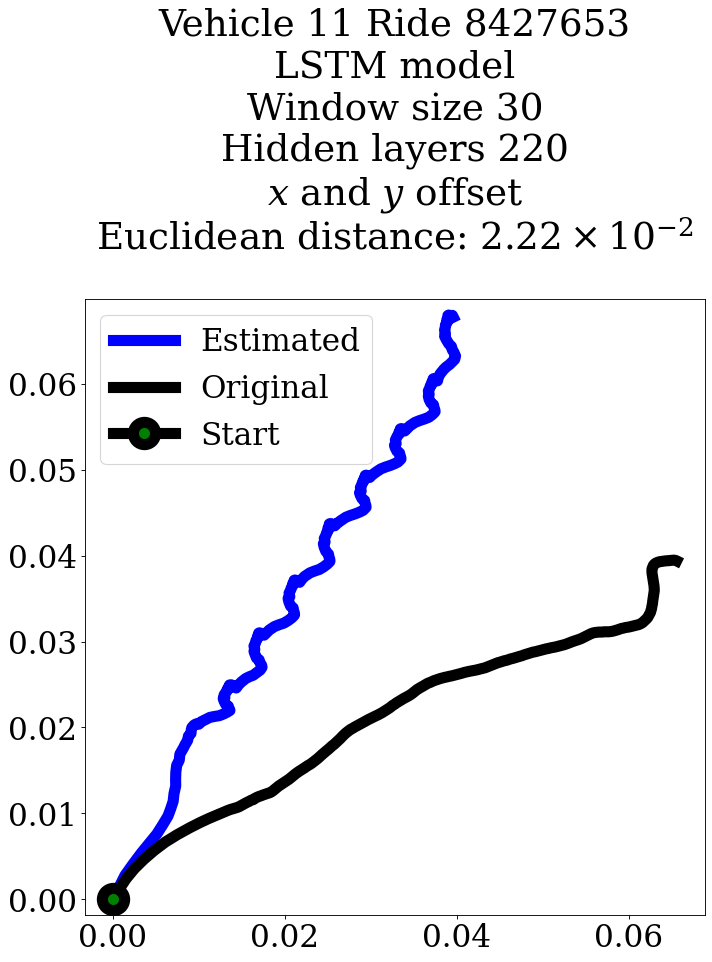 Vehicle 11 Ride 8427653
LSTM model
Window size 30
Hidden layers 220
x and y offset
Euclidean distance: 2.22 × 10⁻²
Estimated
Original
Start
0.06
0.05
0.04
0.03
0.02
0.01
0.00
0.00 0.02 0.04 0.06